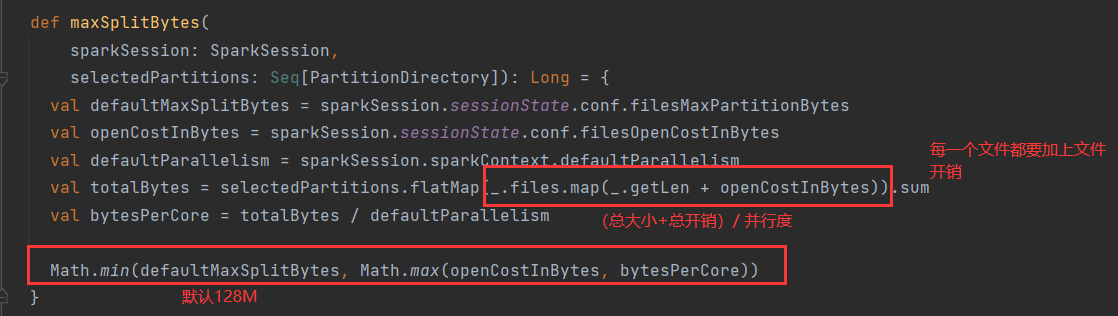 def maxSplitBytes(
sparkSession: SparkSession,
selectedPartitions: Seq[PartitionDirectory]): Long = {
val defaultMaxSplitBytes = sparkSession.sessionState.conf.filesMaxPartitionBytes
val openCostInBytes = sparkSession.sessionState.conf.filesOpenCostInBytes
val defaultParallelism = sparkSession.sparkContext.defaultParallelism
每一个文件都要加上文件
开销
val totalBytes = selectedPartitions.flatMap(_.files.map(_.getLen + openCostInBytes)).sum
val bytesPerCore = totalBytes / defaultParallelism
（总大小+总开销）/ 并行度
Math.min(defaultMaxSplitBytes, Math.max(openCostInBytes, bytesPerCore))
}
默认128M